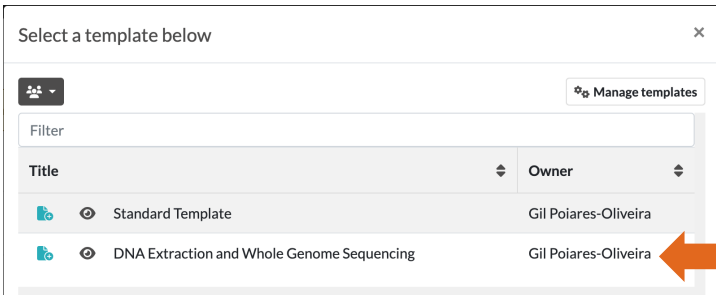 Select a template below
Manage templates
Filter
Title Owner
Standard Template Gil Poiares-Oliveira
DNA Extraction and Whole Genome Sequencing Gil Poiares-Oliveira